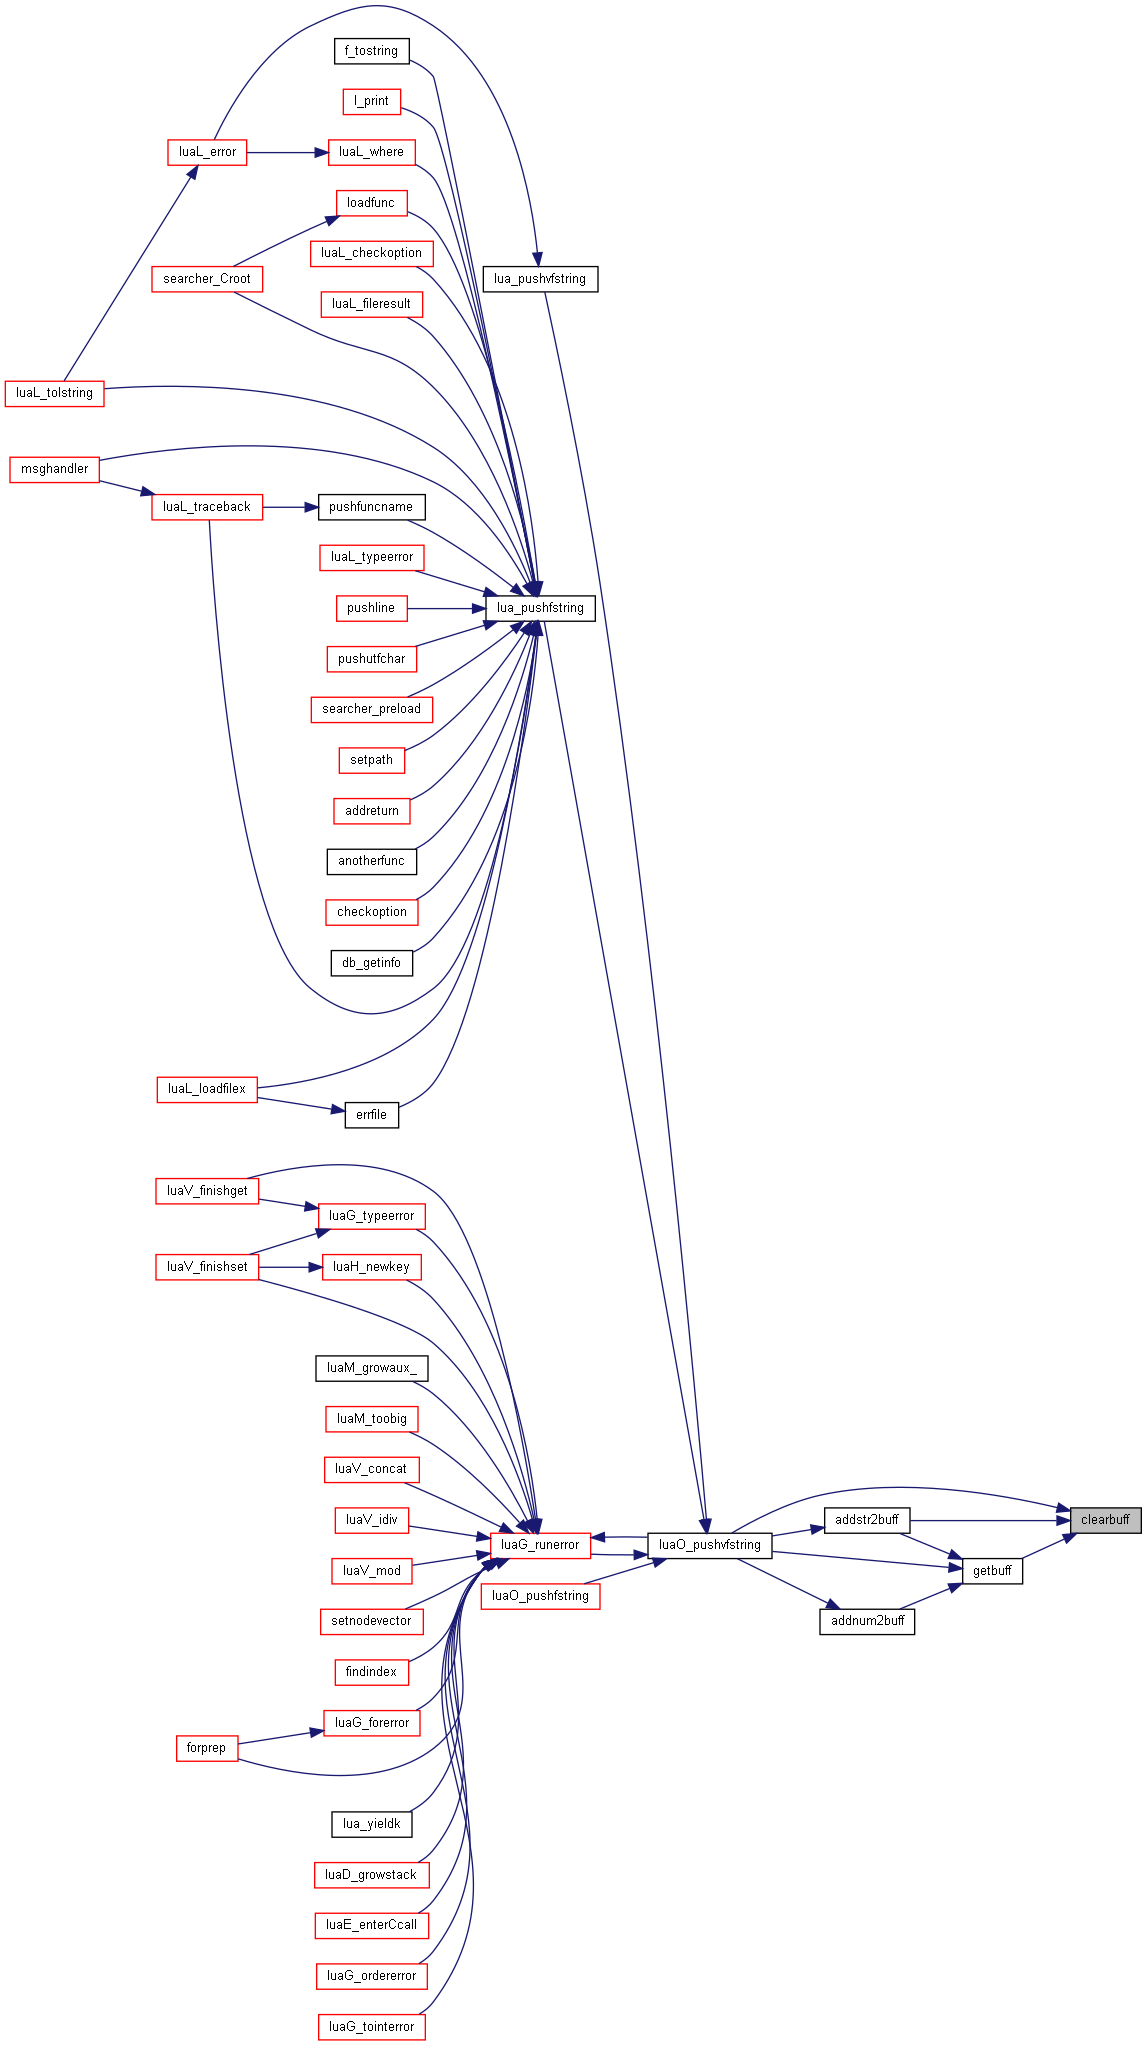 f_tostring
l_print
luaL_error
luaL_where
loadfunc
luaL_checkoption
searcher_Croot
lua_pushvfstring
luaL_fileresult
luaL_tolstring
msghandler
luaL_traceback
pushfuncname
luaL_typeerror
pushline
lua_pushfstring
pushutfchar
searcher_preload
setpath
addreturn
anotherfunc
checkoption
db_getinfo
luaL_loadfilex
errfile
luaV_finishget
luaG_typeerror
luaV_finishset
luaH_newkey
luaM_growaux_
luaM_toobig
luaV_concat
luaV_idiv
addstr2buff
clearbuff
luaG_runerror
luaO_pushvfstring
luaV_mod
getbuff
luaO_pushfstring
setnodevector
addnum2buff
findindex
luaG_forerror
forprep
lua_yieldk
luaD_growstack
luaE_enterCcall
luaG_ordererror
luaG_tointerror